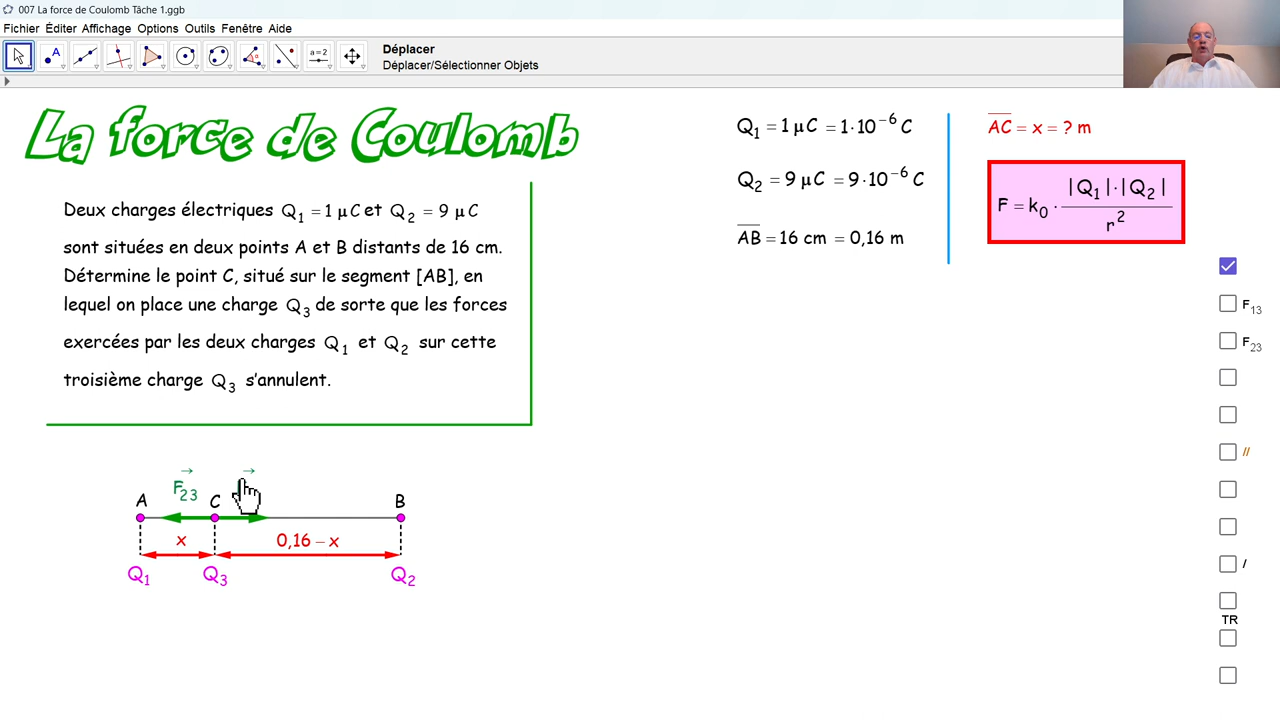 007 La force de Coulomb Tâche 1.ggb
Fichier Éditer Affichage Options Outils Fenêtre Aide
A
a=2
Déplacer
Déplacer/Sélectionner Objets
La force de Coulomb
Deux charges électriques Q₁ = 1 µC et Q₂ = 9 µC
sont situées en deux points A et B distants de 16 cm.
Détermine le point C, situé sur le segment [AB], en
lequel on place une charge Q₃ de sorte que les forces
exercées par les deux charges Q₁ et Q₂ sur cette
troisième charge Q₃ s'annulent.
Q₁ = 1 µC = 1·10⁻⁶ C
Q₂ = 9 µC = 9·10⁻⁶ C
A̅B̅ = 16 cm = 0,16 m
A̅C̅ = x = ? m
F = k₀ · |Q₁|·|Q₂| / r²
F₁₃
F₂₃
//
/
TR
F₂₃
A C B
x 0,16 – x
Q₁ Q₃ Q₂